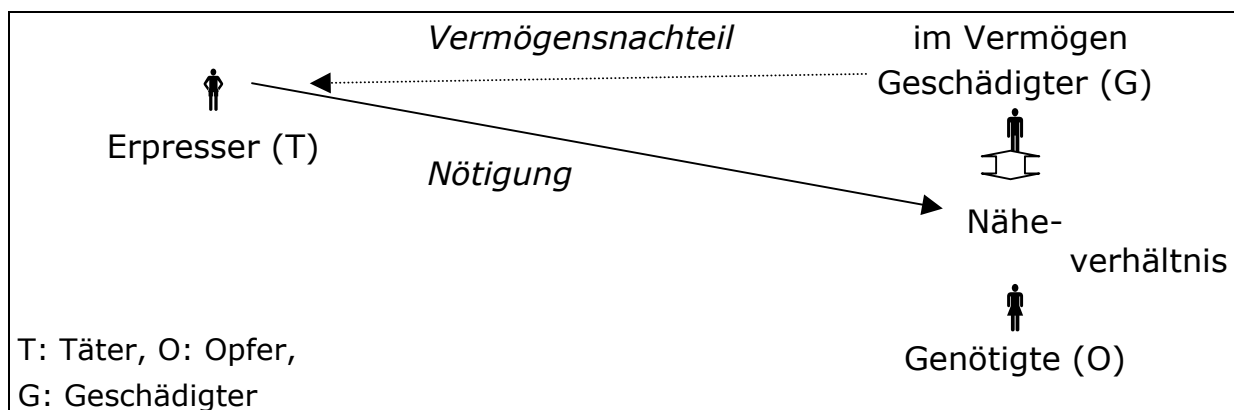 Vermögensnachteil
im Vermögen
Geschädigter (G)
Erpresser (T)
Nötigung
Nähe-
verhältnis
Genötigte (O)
T: Täter, O: Opfer,
G: Geschädigter